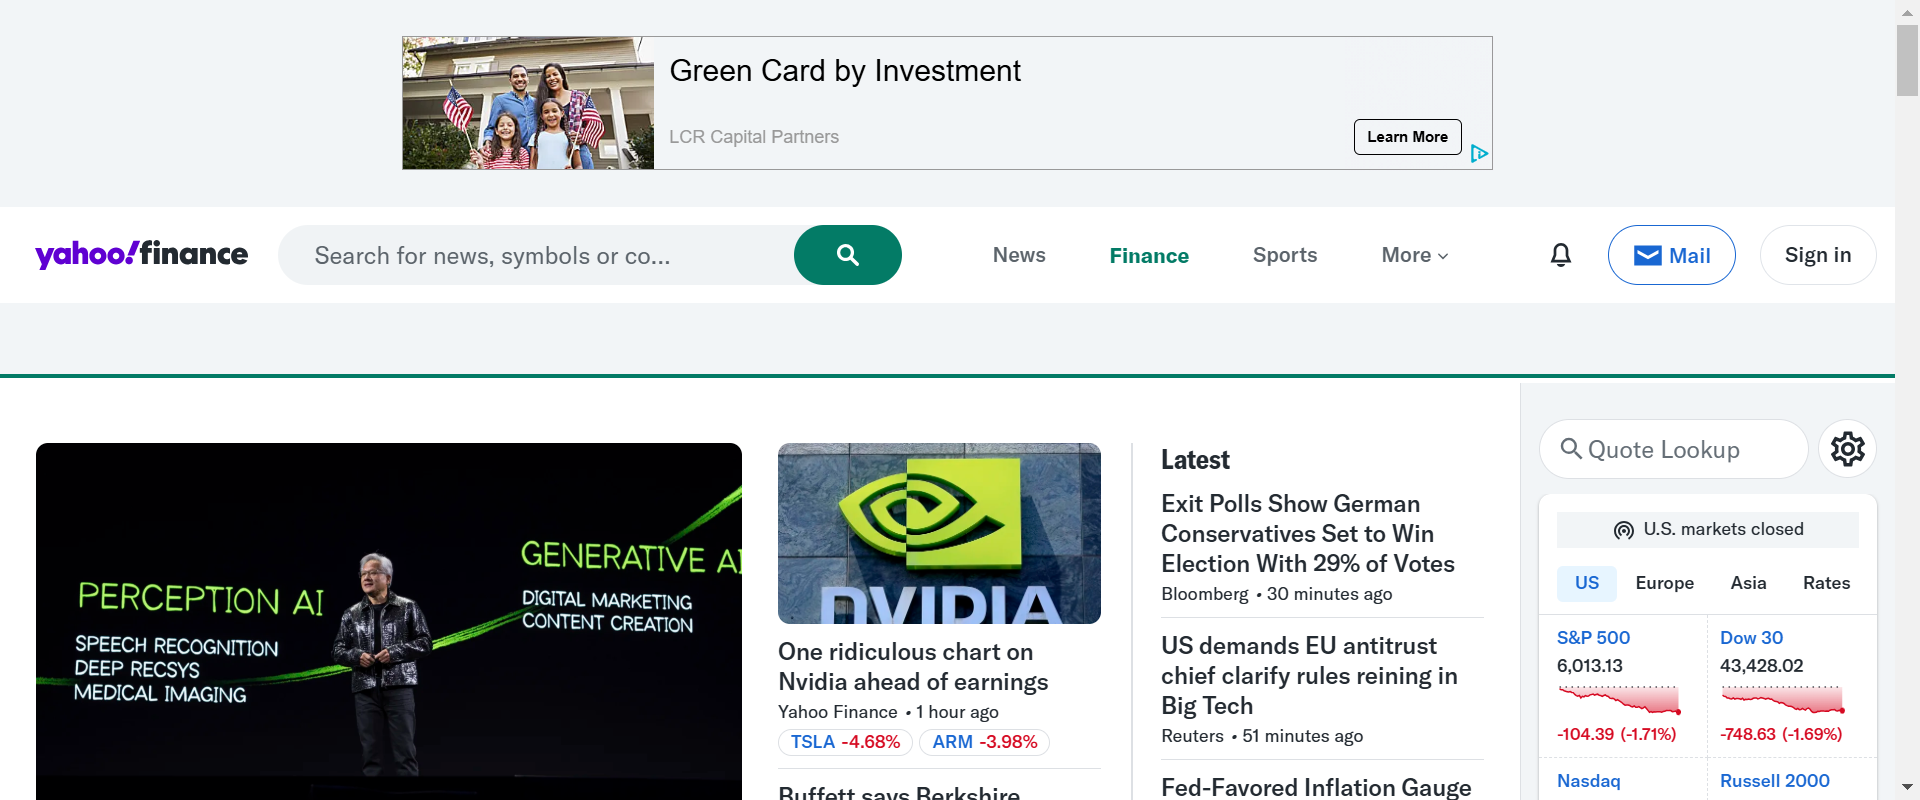 Green Card by Investment
LCR Capital Partners
Learn More
yahoo!finance
Search for news, symbols or co...
News
Finance
Sports
More
Mail
Sign in
PERCEPTION AI
SPEECH RECOGNITION
DEEP RECSYS
MEDICAL IMAGING
GENERATIVE AI
DIGITAL MARKETING
CONTENT CREATION
NVIDIA
One ridiculous chart on
Nvidia ahead of earnings
Yahoo Finance • 1 hour ago
TSLA -4.68%
ARM -3.98%
Buffett says Berkshire
Latest
Exit Polls Show German
Conservatives Set to Win
Election With 29% of Votes
Bloomberg • 30 minutes ago
US demands EU antitrust
chief clarify rules reining in
Big Tech
Reuters • 51 minutes ago
Fed-Favored Inflation Gauge
Quote Lookup
U.S. markets closed
US
Europe
Asia
Rates
S&P 500
6,013.13
-104.39 (-1.71%)
Dow 30
43,428.02
-748.63 (-1.69%)
Nasdaq
Russell 2000